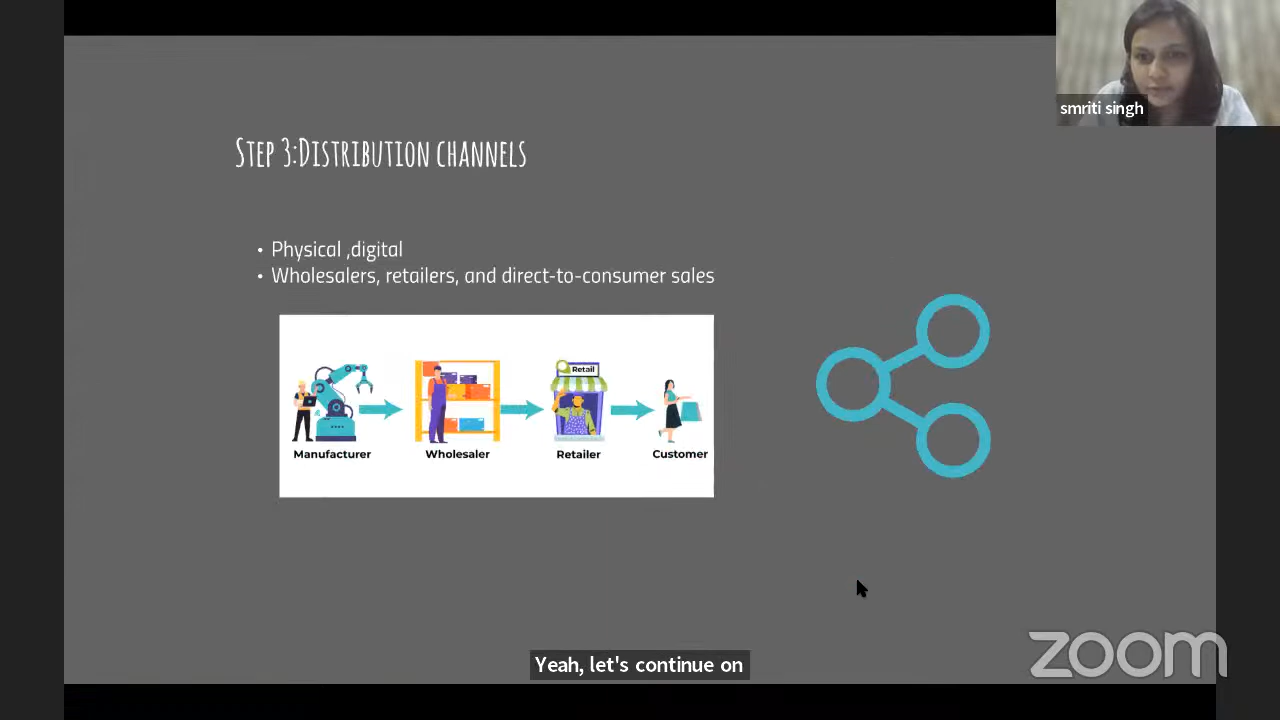 smriti singh
Step 3:Distribution channels
• Physical ,digital
• Wholesalers, retailers, and direct-to-consumer sales
Retail
Manufacturer
Wholesaler
Retailer
Customer
Yeah, let's continue on
zoom